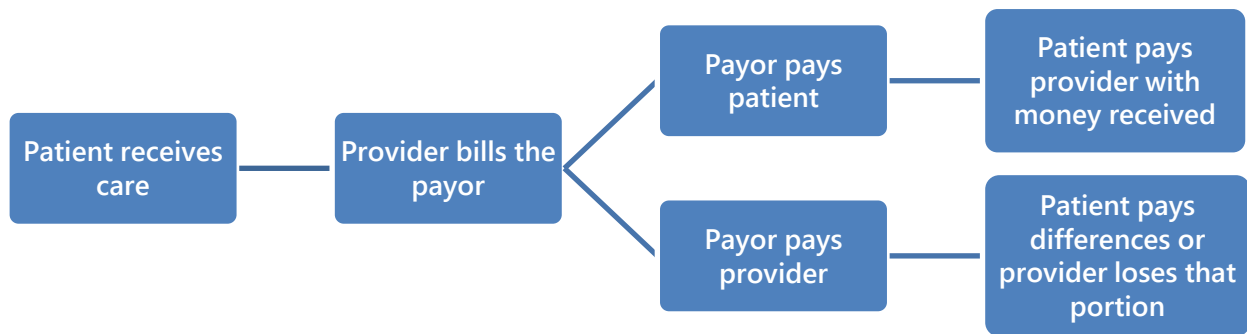 Patient receives
care
Provider bills the
payor
Payor pays
patient
Patient pays
provider with
money received
Payor pays
provider
Patient pays
differences or
provider loses that
portion